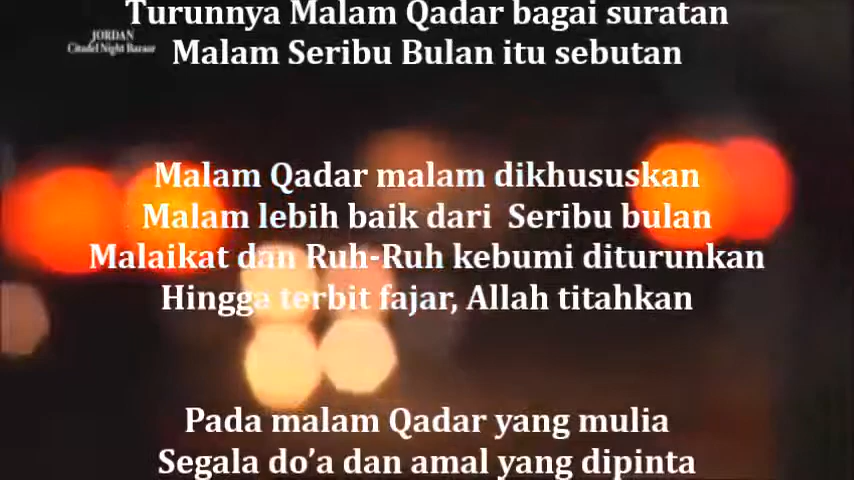 Turunnya Malam Qadar bagai suratan
JORDAN
Citadel Night Bazaar
Malam Seribu Bulan itu sebutan
Malam Qadar malam dikhususkan
Malam lebih baik dari Seribu bulan
Malaikat dan Ruh-Ruh kebumi diturunkan
Hingga terbit fajar, Allah titahkan
Pada malam Qadar yang mulia
Segala do'a dan amal yang dipinta